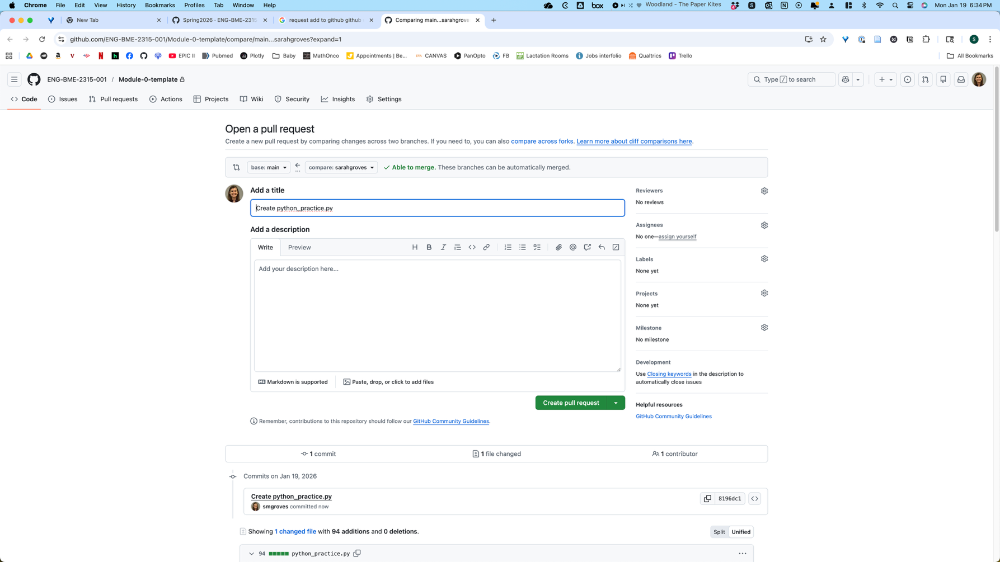 Chrome File Edit View History Bookmarks Profiles Tab Window Help
box Woodland - The Paper Kites Mon Jan 19 6:34 PM
New Tab
Spring2026 · ENG-BME-2315
request add to github github
Comparing main...sarahgrove
github.com/ENG-BME-2315-001/Module-0-template/compare/main...sarahgroves?expand=1
EPIC II Pubmed Plotly Baby MathOnco Appointments | Be... CANVAS PanOpto FB Lactation Rooms Jobs interfolio Qualtrics Trello All Bookmarks
ENG-BME-2315-001 / Module-0-template
Type / to search
Code Issues Pull requests Actions Projects Wiki Security Insights Settings
Open a pull request
Create a new pull request by comparing changes across two branches. If you need to, you can also compare across forks. Learn more about diff comparisons here.
base: main compare: sarahgroves Able to merge. These branches can be automatically merged.
Add a title
Create python_practice.py
Add a description
Write Preview
Add your description here...
Markdown is supported
Paste, drop, or click to add files
Create pull request
Remember, contributions to this repository should follow our GitHub Community Guidelines.
Reviewers
No reviews
Assignees
No one—assign yourself
Labels
None yet
Projects
None yet
Milestone
No milestone
Development
Use Closing keywords in the description to
automatically close issues
Helpful resources
GitHub Community Guidelines
1 commit
1 file changed
1 contributor
Commits on Jan 19, 2026
Create python_practice.py
smgroves committed now
8196dc1
Showing 1 changed file with 94 additions and 0 deletions.
Split Unified
94 python_practice.py